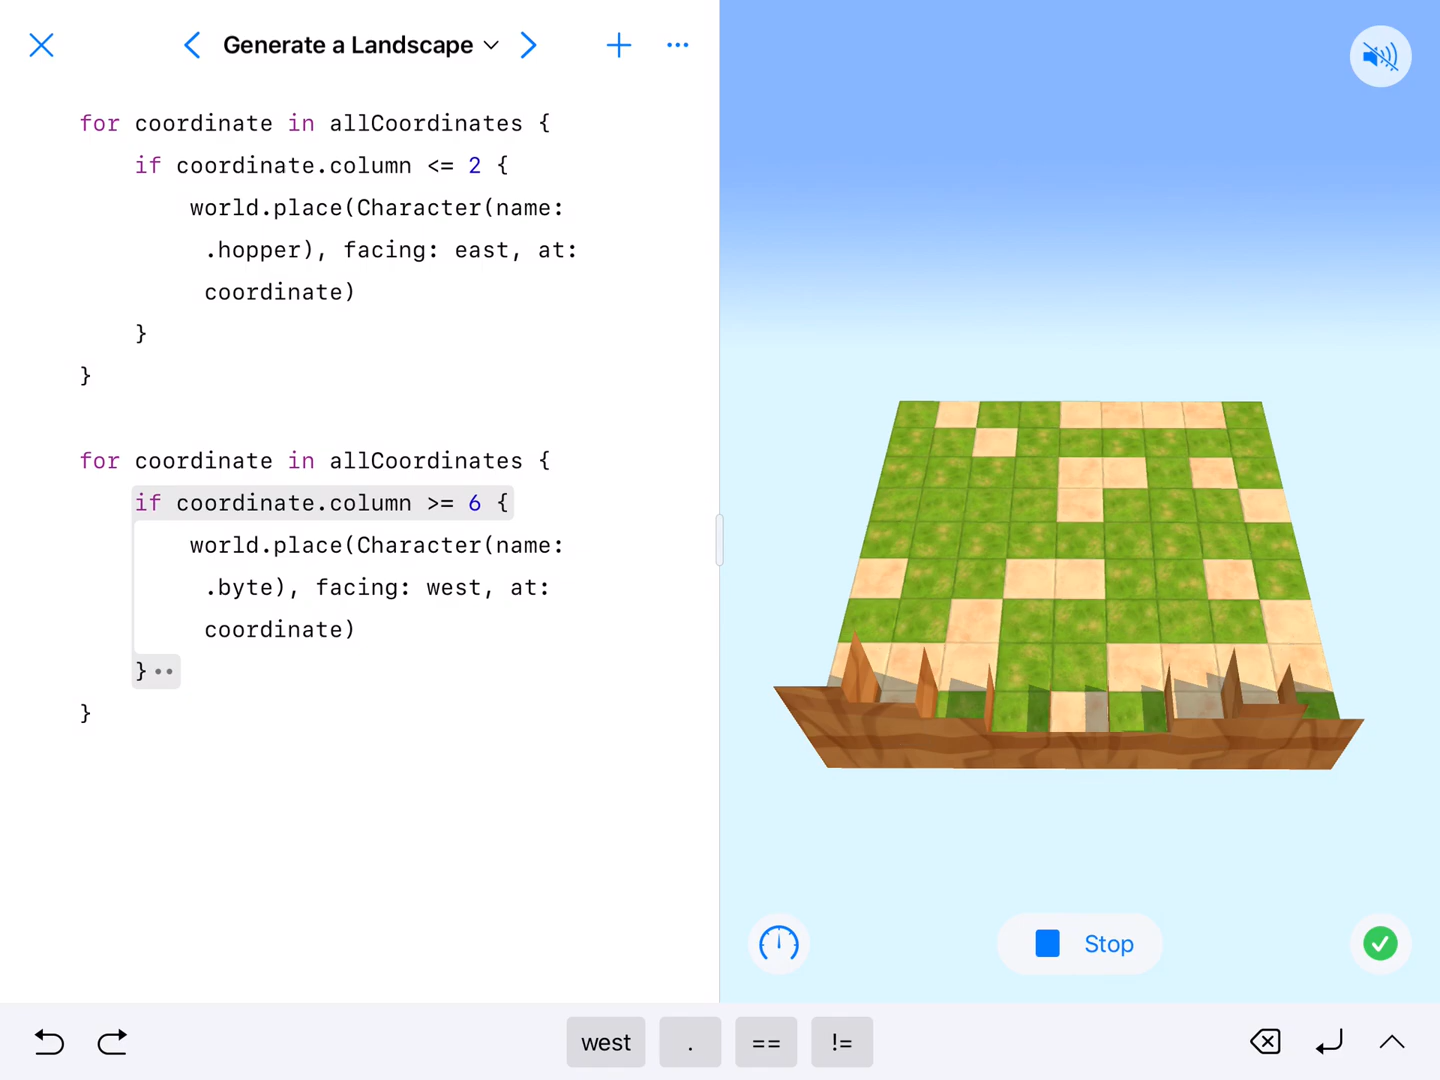 Generate a Landscape
for coordinate in allCoordinates {
if coordinate.column <= 2 {
world.place(Character(name:
.hopper), facing: east, at:
coordinate)
}
}
for coordinate in allCoordinates {
if coordinate.column >= 6 {
world.place(Character(name:
.byte), facing: west, at:
coordinate)
}
}
Stop
west . == !=